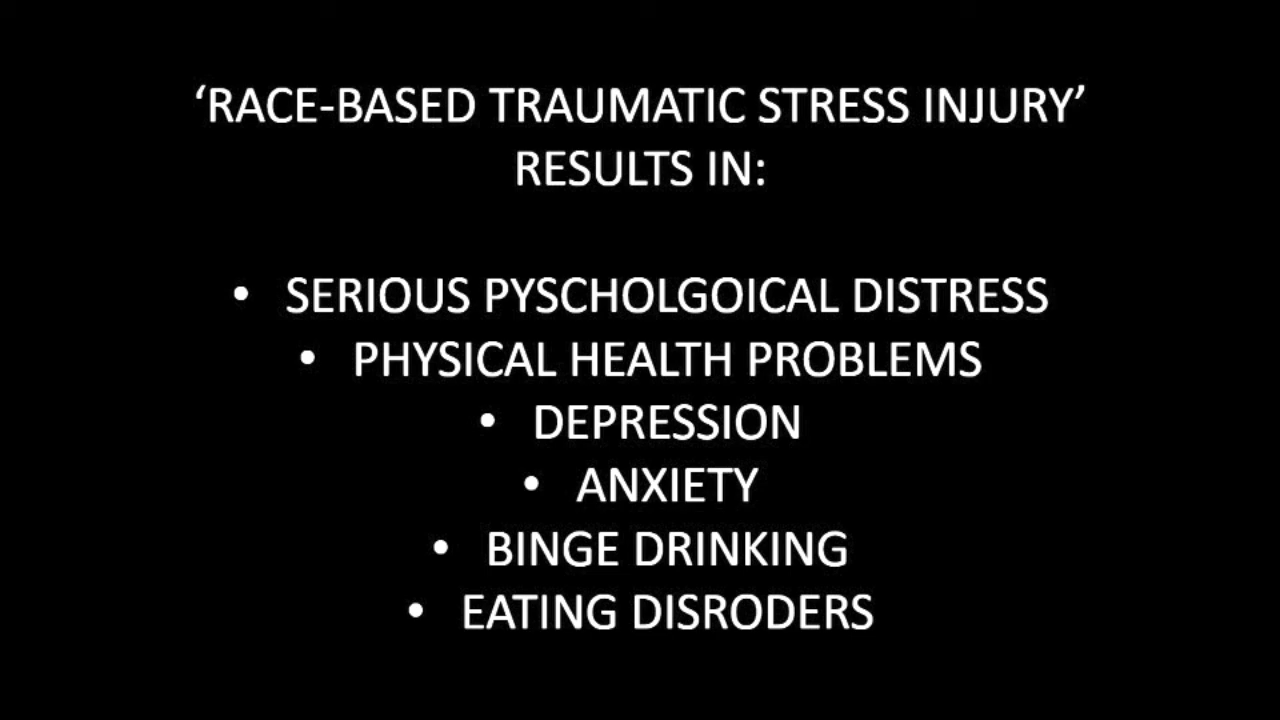 ‘RACE-BASED TRAUMATIC STRESS INJURY’
RESULTS IN:
• SERIOUS PYSCHOLGOICAL DISTRESS
• PHYSICAL HEALTH PROBLEMS
• DEPRESSION
• ANXIETY
• BINGE DRINKING
• EATING DISRODERS